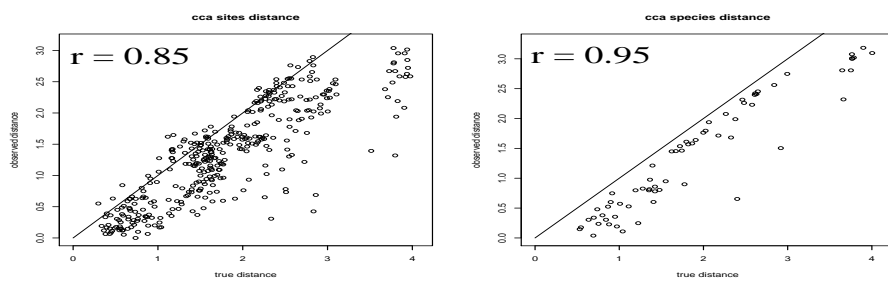 cca sites distance
r = 0.85
observed distance
0.0 0.5 1.0 1.5 2.0 2.5 3.0
0 1 2 3 4
true distance
cca species distance
r = 0.95
observed distance
0.0 0.5 1.0 1.5 2.0 2.5 3.0
0 1 2 3 4
true distance